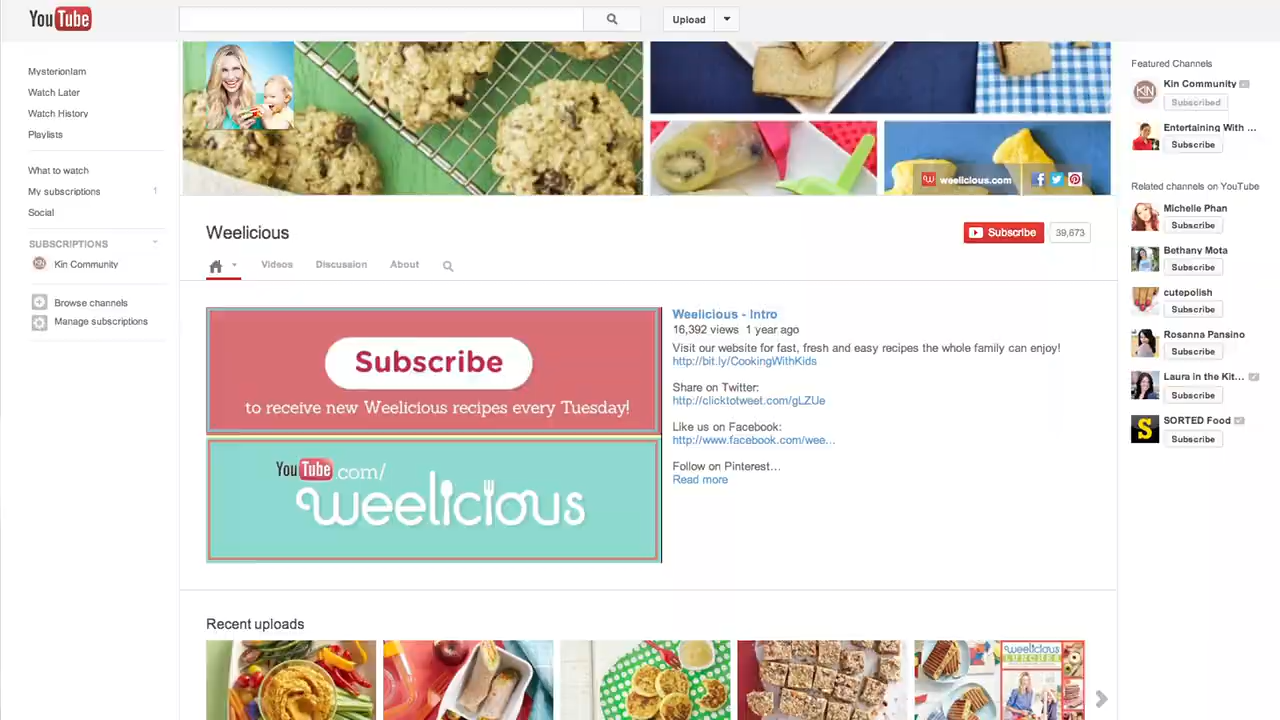 YouTube
Upload
MysterionIam
Watch Later
Watch History
Playlists
What to watch
My subscriptions 1
Social
SUBSCRIPTIONS
Kin Community
Browse channels
Manage subscriptions
weelicious.com
Weelicious
Subscribe 39,673
Videos Discussion About
Subscribe
to receive new Weelicious recipes every Tuesday!
YouTube.com/
weelicious
Weelicious - Intro
16,392 views 1 year ago
Visit our website for fast, fresh and easy recipes the whole family can enjoy!
http://bit.ly/CookingWithKids
Share on Twitter:
http://clicktotweet.com/gLZUe
Like us on Facebook:
http://www.facebook.com/wee...
Follow on Pinterest...
Read more
Recent uploads
weelicious
LUNCHES
Featured Channels
KIN
Kin Community
Subscribed
Entertaining With ...
Subscribe
Related channels on YouTube
Michelle Phan
Subscribe
Bethany Mota
Subscribe
cutepolish
Subscribe
Rosanna Pansino
Subscribe
Laura in the Kit...
Subscribe
S
SORTED Food
Subscribe